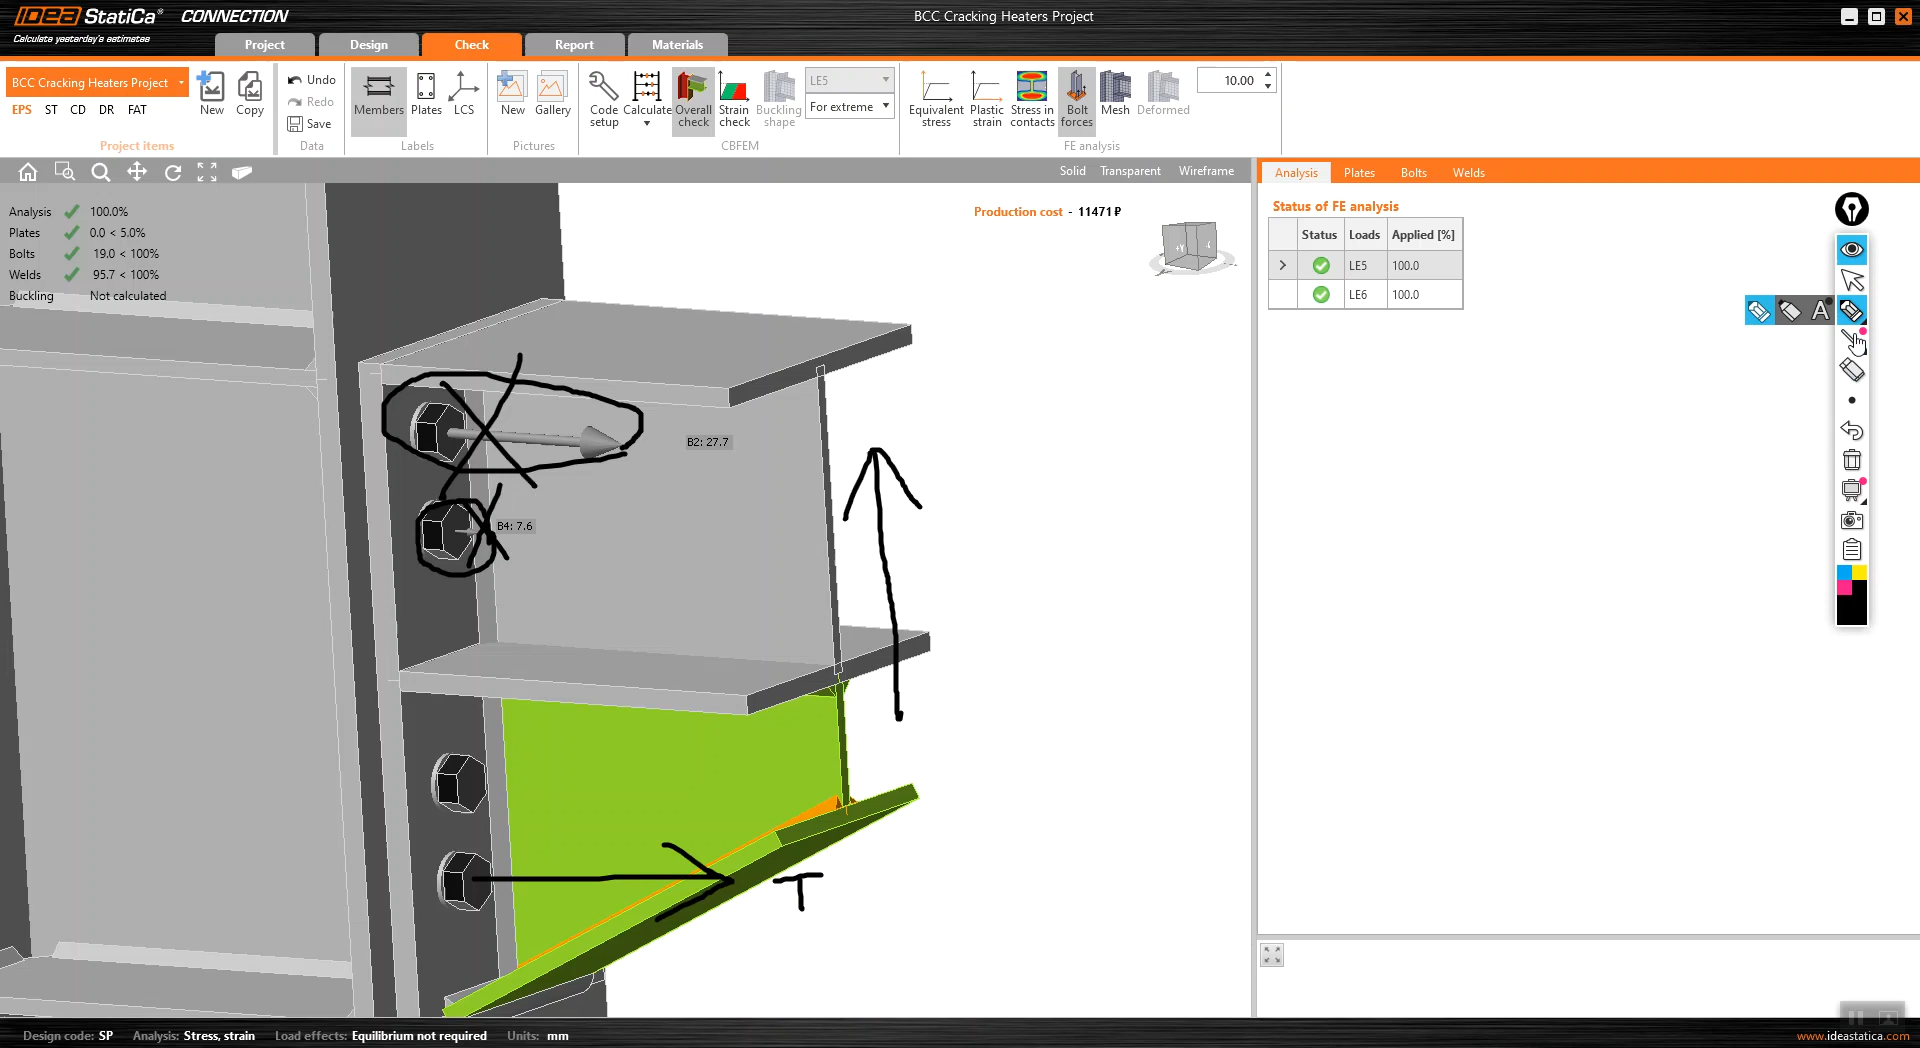 IDEA StatiCa® CONNECTION
Calculate yesterday's estimates
BCC Cracking Heaters Project
Project Design Check Report Materials
BCC Cracking Heaters Project
EPS ST CD DR FAT
New Copy
Project items
Undo
Redo
Save
Data
Members Plates LCS
Labels
New Gallery
Pictures
Code setup Calculate Overall check Strain check Buckling shape
LE5
For extreme
CBFEM
Equivalent stress Plastic strain Stress in contacts Bolt forces Mesh Deformed
10.00
FE analysis
Solid Transparent Wireframe
Analysis 100.0%
Plates 0.0 < 5.0%
Bolts 19.0 < 100%
Welds 95.7 < 100%
Buckling Not calculated
Production cost - 11471 ₽
+Y
B2: 27.7
B4: 7.6
T
Analysis Plates Bolts Welds
Status of FE analysis
Status Loads Applied [%]
LE5 100.0
LE6 100.0
A
Design code: SP Analysis: Stress, strain Load effects: Equilibrium not required Units: mm
www.ideastatica.com